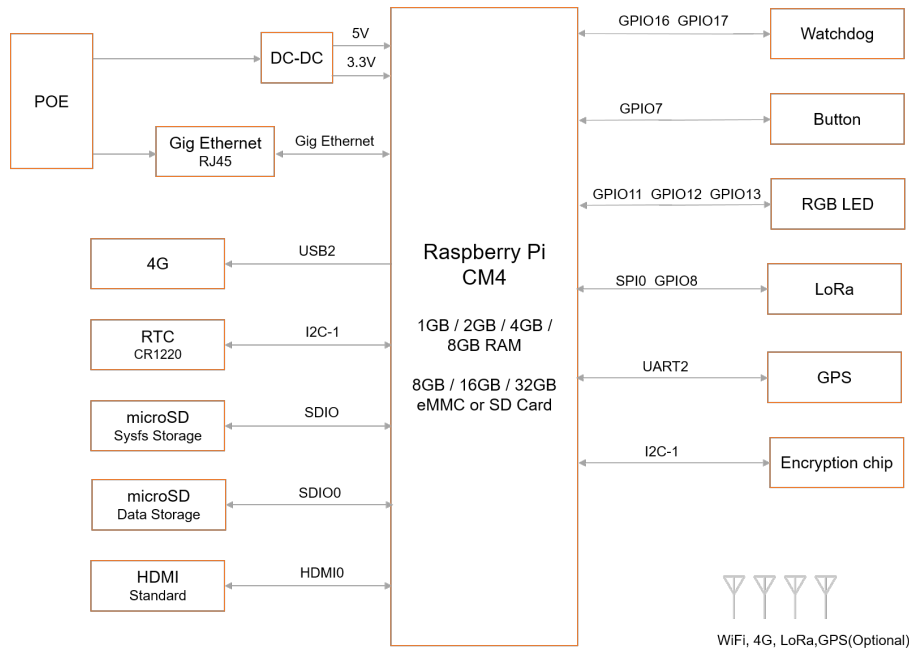 POE
DC-DC
5V
3.3V
Gig Ethernet
RJ45
Gig Ethernet
4G
USB2
RTC
CR1220
I2C-1
microSD
Sysfs Storage
SDIO
microSD
Data Storage
SDIO0
HDMI
Standard
HDMI0
Raspberry Pi
CM4
1GB / 2GB / 4GB /
8GB RAM
8GB / 16GB / 32GB
eMMC or SD Card
GPIO16 GPIO17
Watchdog
GPIO7
Button
GPIO11 GPIO12 GPIO13
RGB LED
SPI0 GPIO8
LoRa
UART2
GPS
I2C-1
Encryption chip
WiFi, 4G, LoRa,GPS(Optional)